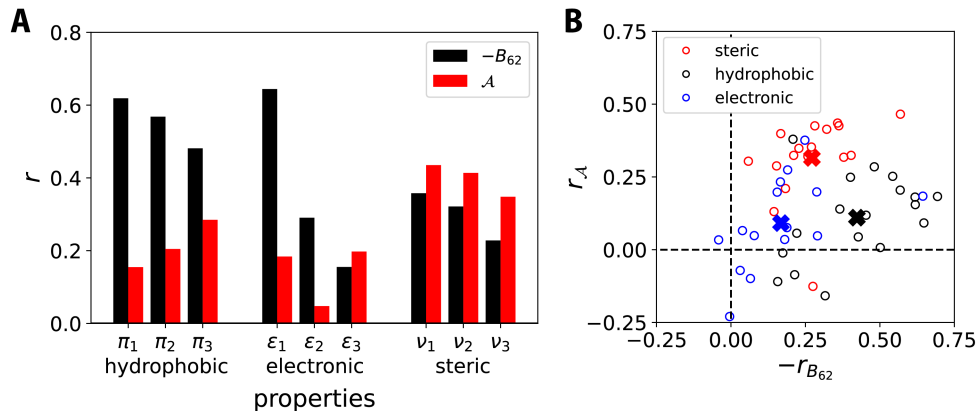 A
0.8
0.6
0.4
0.2
0.0
r
−B₆₂
𝒜
π₁ π₂ π₃ ε₁ ε₂ ε₃ ν₁ ν₂ ν₃
hydrophobic electronic steric
properties
B
0.75
0.50
0.25
0.00
−0.25
r𝒜
steric
hydrophobic
electronic
−0.25 0.00 0.25 0.50 0.75
−r_B₆₂